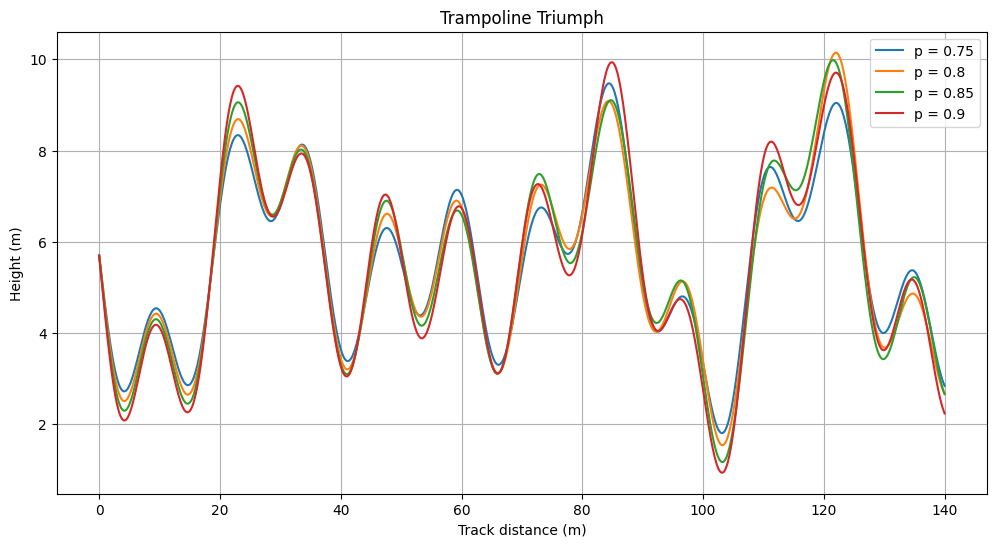 Trampoline Triumph
p = 0.75
p = 0.8
p = 0.85
p = 0.9
Height (m)
10
8
6
4
2
0 20 40 60 80 100 120 140
Track distance (m)